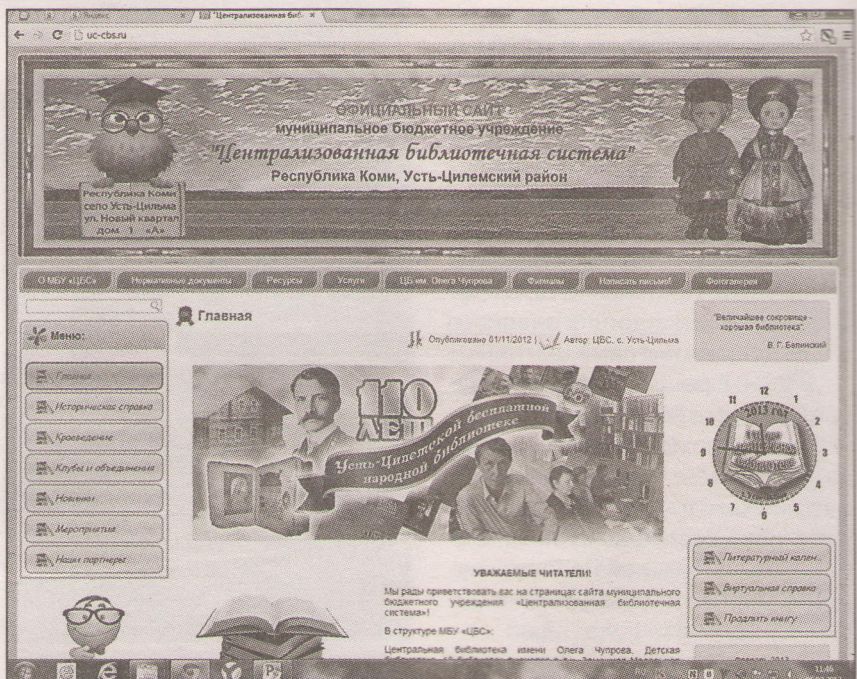 Яндекс
"Централизованная биб
uc-cbs.ru
ОФИЦИАЛЬНЫЙ САЙТ
муниципальное бюджетное учреждение
"Централизованная библиотечная система"
Республика Коми, Усть-Цилемский район
Республика Коми
село Усть-Цильма
ул. Новый квартал
дом 1 «А»
О МБУ «ЦБС»
Нормативные документы
Ресурсы
Услуги
ЦБ им. Олега Чупрова
Филиалы
Написать письмо!
Фотогалерея
Меню:
Главная
Историческая справка
Краеведение
Клубы и объединения
Новинки
Мероприятия
Наши партнеры
Главная
Опубликовано 01/11/2012 | Автор: ЦБС, с. Усть-Цильма
110
ЛЕТ
Усть-Цилемской бесплатной
народной библиотеке
УВАЖАЕМЫЕ ЧИТАТЕЛИ!
Мы рады приветствовать вас на страницах сайта муниципального
бюджетного учреждения «Централизованная библиотечная
система»!
В структуре МБУ «ЦБС»:
Центральная библиотека имени Олега Чупрова, Детская
"Величайшее сокровище -
хорошая библиотека".
В. Г. Белинский
12
11
10
2
9
3
8
4
7
6
5
2013 год
Литературный кален..
Виртуальная справка
Продлить книгу
11:46